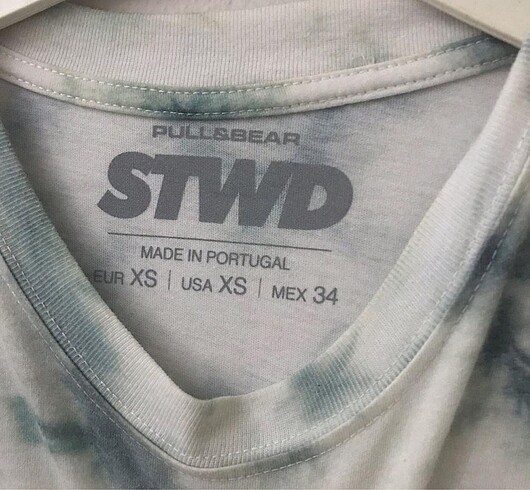 PULL&BEAR
STWD
MADE IN PORTUGAL
EUR XS | USA XS | MEX 34